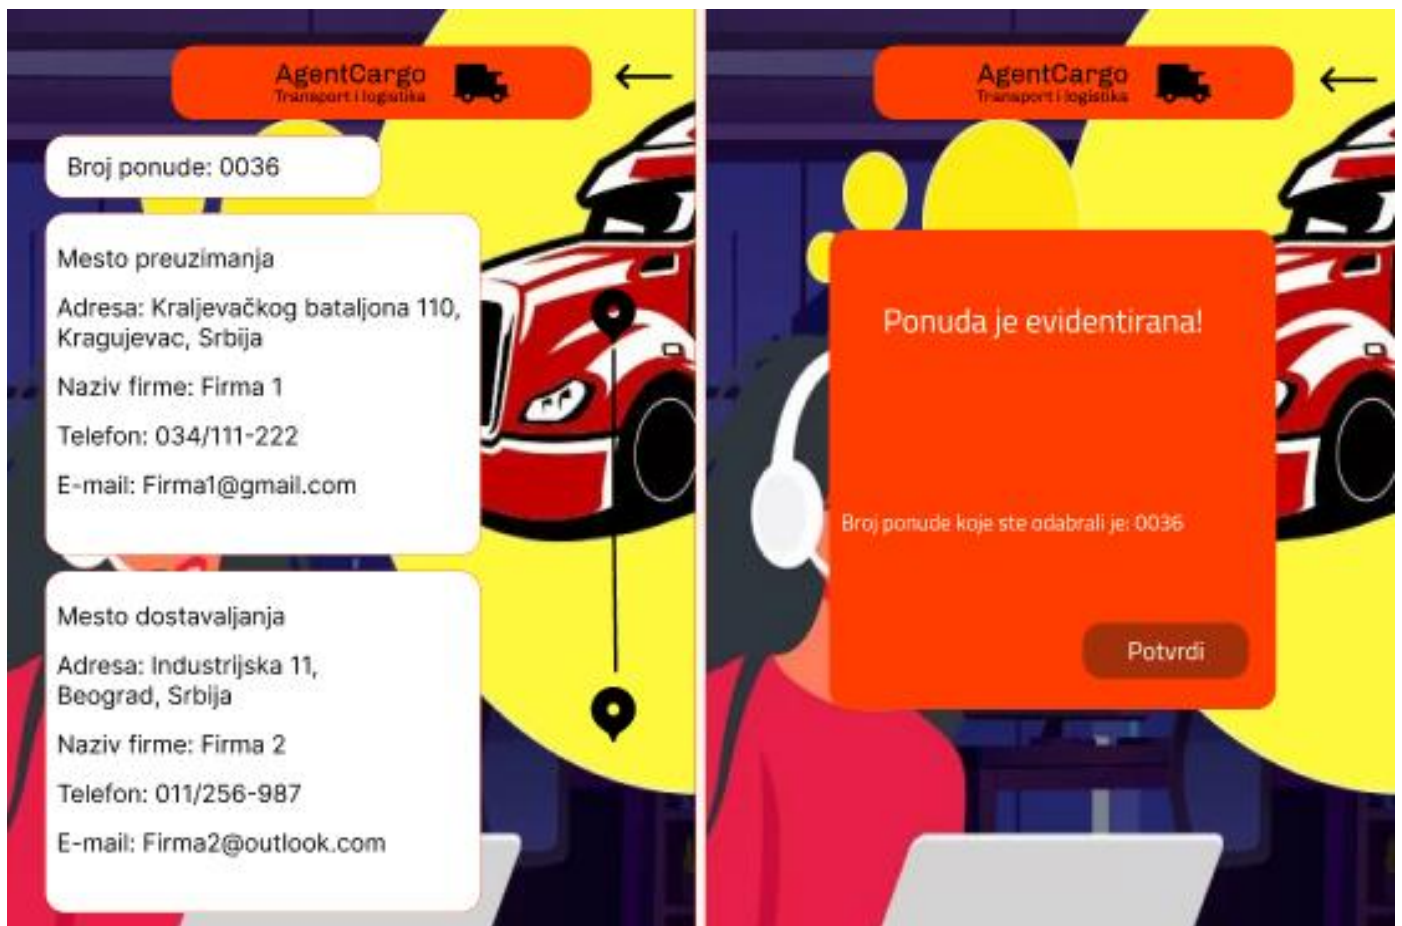 AgentCargo
Transport i logistika
Broj ponude: 0036
Mesto preuzimanja
Adresa: Kraljevačkog bataljona 110,
Kragujevac, Srbija
Naziv firme: Firma 1
Telefon: 034/111-222
E-mail: Firma1@gmail.com
Mesto dostavaljanja
Adresa: Industrijska 11,
Beograd, Srbija
Naziv firme: Firma 2
Telefon: 011/256-987
E-mail: Firma2@outlook.com
AgentCargo
Transport i logistika
Ponuda je evidentirana!
Broj ponude koje ste odabrali je: 0036
Potvrdi